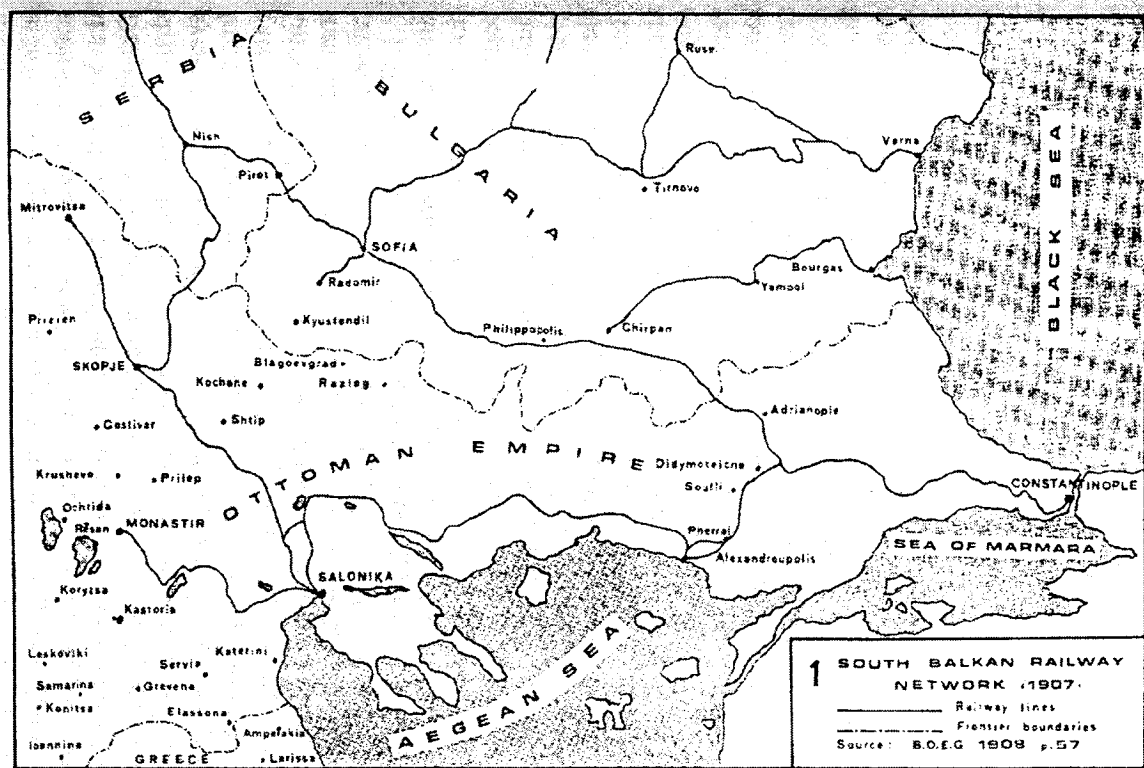 SERBIA
BULGARIA
BLACK SEA
Ruse
Nish
Varna
Pirot
Tirnovo
Mitrovitsa
SOFIA
Bourgas
Radomir
Yambol
Prizren
Kyustendil
Philippopolis
Chirpan
SKOPJE
Blagoevgrad
Kochane
Razlog
Gostivar
Shtip
Adrianople
OTTOMAN EMPIRE
Didymoteicho
Krushevo
Prilep
Soufli
CONSTANTINOPLE
Ochrida
Resan
MONASTIR
Pherrai
SEA OF MARMARA
Alexandroupolis
SALONIKA
Korytsa
Kastoria
AEGEAN SEA
Leskoviki
Servia
Katerini
Samarina
Grevena
Konitsa
Elassona
Ampelakia
Ioannina
GREECE
Larissa
1 SOUTH BALKAN RAILWAY
NETWORK (1907)
Railway lines
Frontier boundaries
Source: B.O.E.G 1908 p.57